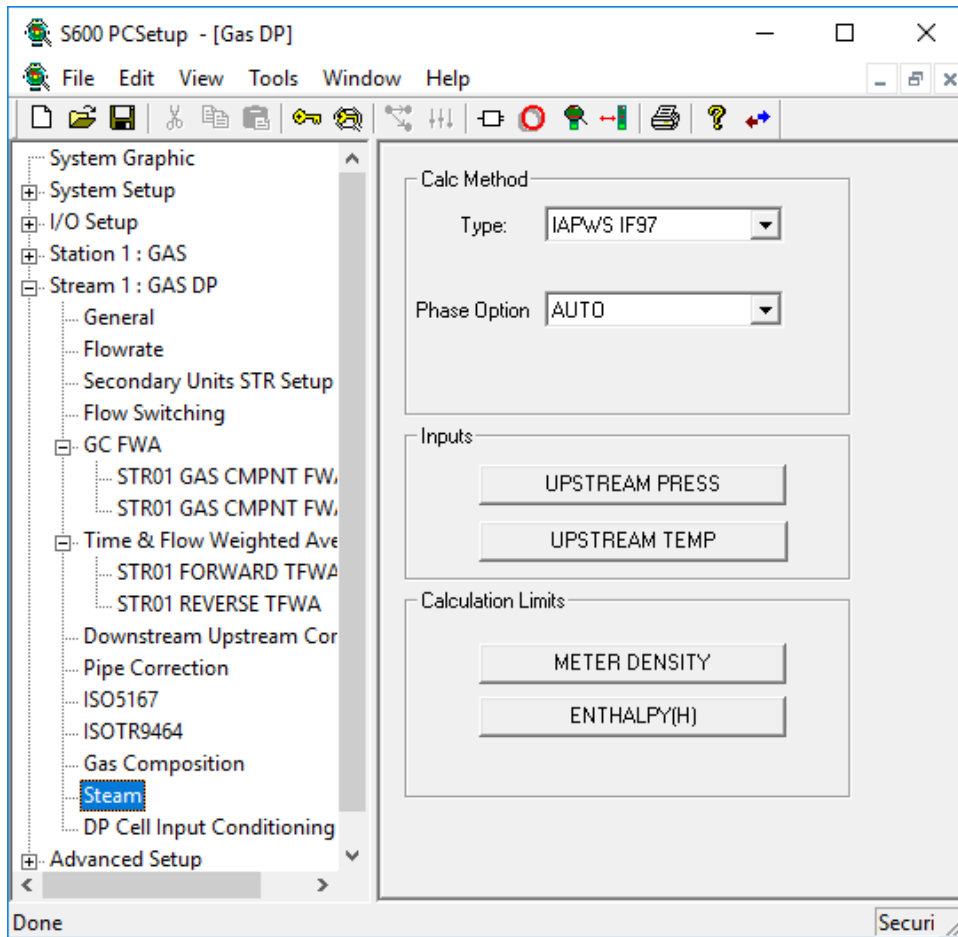 S600 PCSetup - [Gas DP]
File Edit View Tools Window Help
System Graphic
System Setup
I/O Setup
Station 1 : GAS
Stream 1 : GAS DP
General
Flowrate
Secondary Units STR Setup
Flow Switching
GC FWA
STR01 GAS CMPNT FW
STR01 GAS CMPNT FW
Time & Flow Weighted Ave
STR01 FORWARD TFWA
STR01 REVERSE TFWA
Downstream Upstream Cor
Pipe Correction
ISO5167
ISOTR9464
Gas Composition
Steam
DP Cell Input Conditioning
Advanced Setup
Calc Method
Type: IAPWS IF97
Phase Option AUTO
Inputs
UPSTREAM PRESS
UPSTREAM TEMP
Calculation Limits
METER DENSITY
ENTHALPY(H)
Done Securi